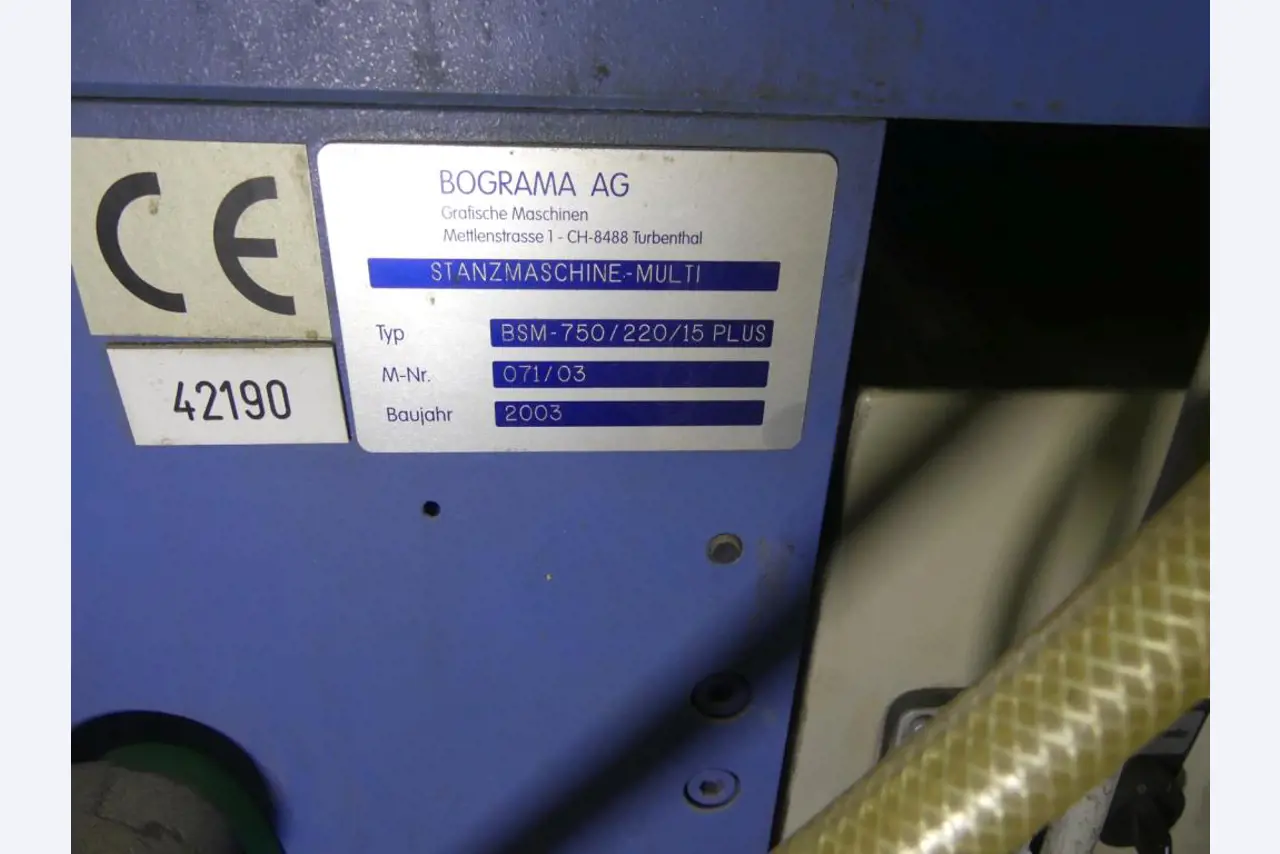 CE
42190
BOGRAMA AG
Grafische Maschinen
Mettlenstrasse 1 - CH-8488 Turbenthal
STANZMASCHINE-MULTI
Typ BSM-750/220/15 PLUS
M-Nr. 071/03
Baujahr 2003